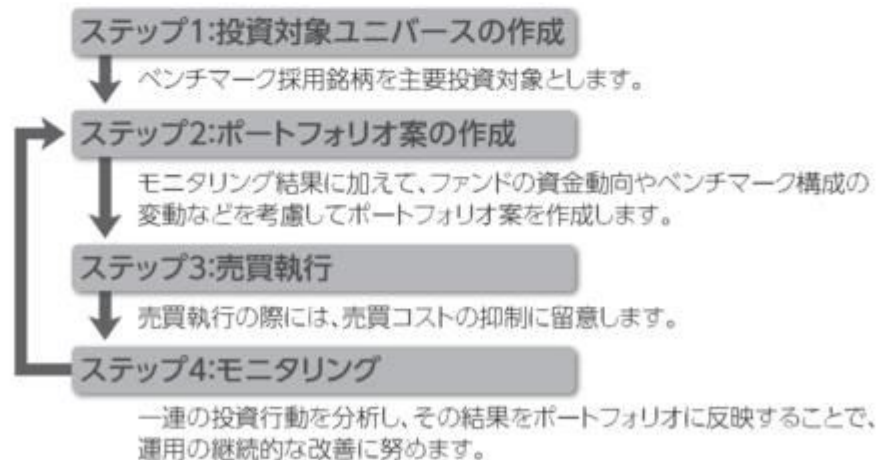 ステップ1:投資対象ユニバースの作成
ベンチマーク採用銘柄を主要投資対象とします。
ステップ2:ポートフォリオ案の作成
モニタリング結果に加えて、ファンドの資金動向やベンチマーク構成の
変動などを考慮してポートフォリオ案を作成します。
ステップ3:売買執行
売買執行の際には、売買コストの抑制に留意します。
ステップ4:モニタリング
一連の投資行動を分析し、その結果をポートフォリオに反映することで、
運用の継続的な改善に努めます。